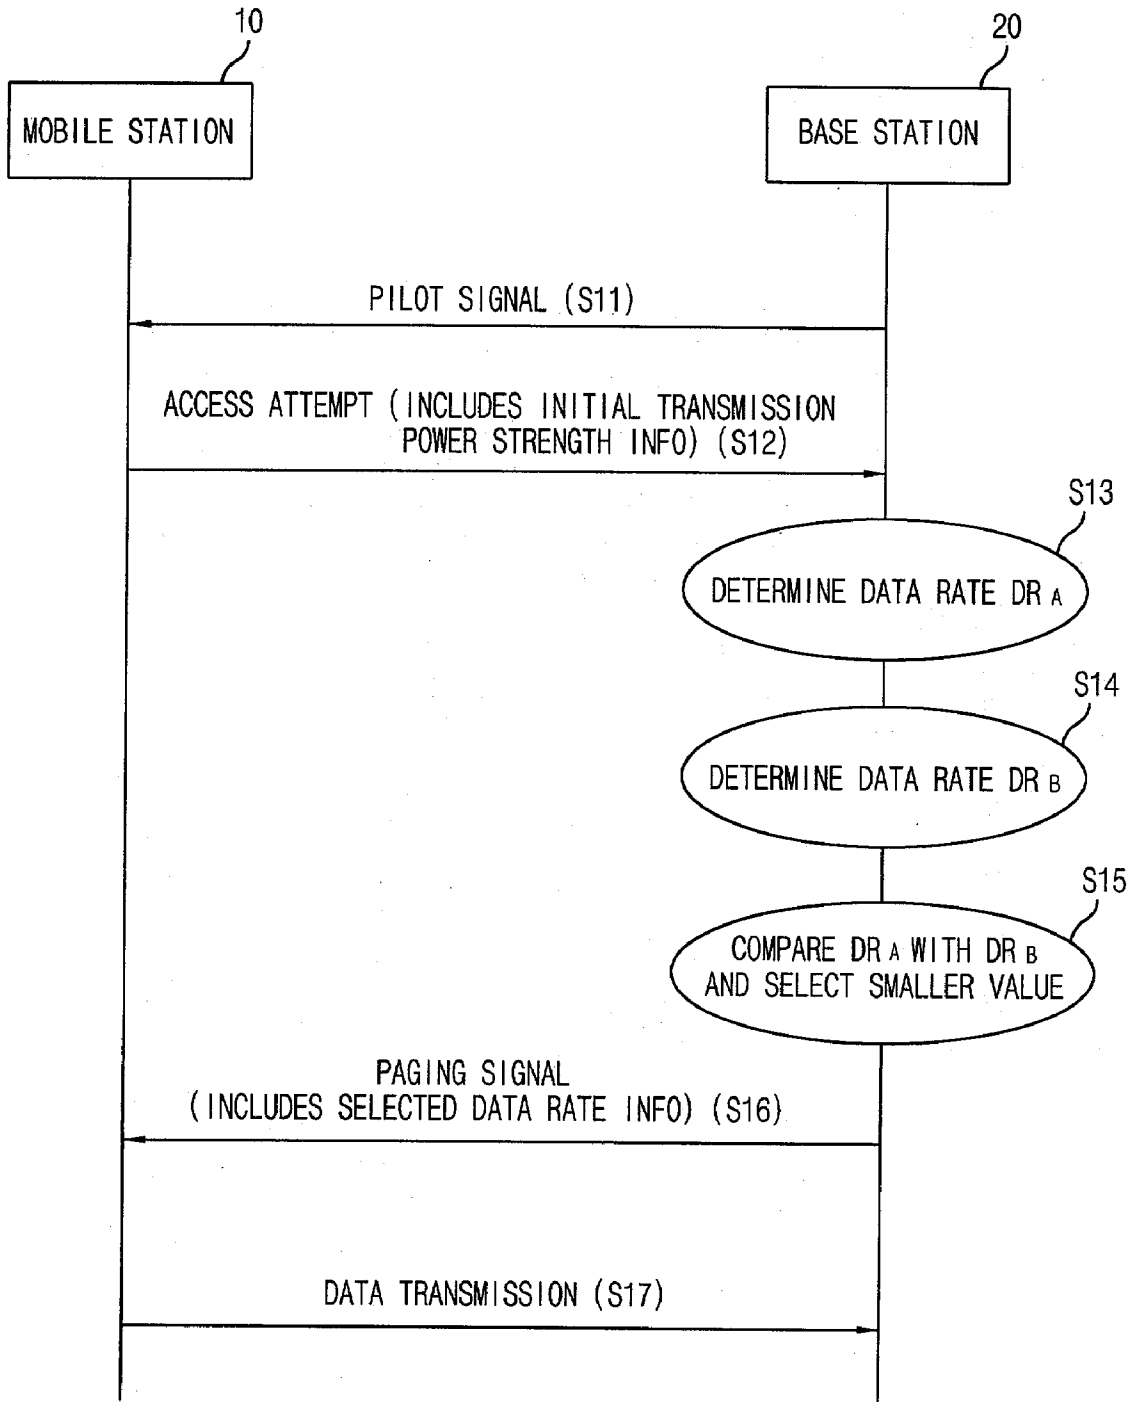 10
20
MOBILE STATION
BASE STATION
PILOT SIGNAL (S11)
ACCESS ATTEMPT (INCLUDES INITIAL TRANSMISSION
POWER STRENGTH INFO) (S12)
S13
DETERMINE DATA RATE DR A
S14
DETERMINE DATA RATE DR B
S15
COMPARE DR A WITH DR B
AND SELECT SMALLER VALUE
PAGING SIGNAL
(INCLUDES SELECTED DATA RATE INFO) (S16)
DATA TRANSMISSION (S17)